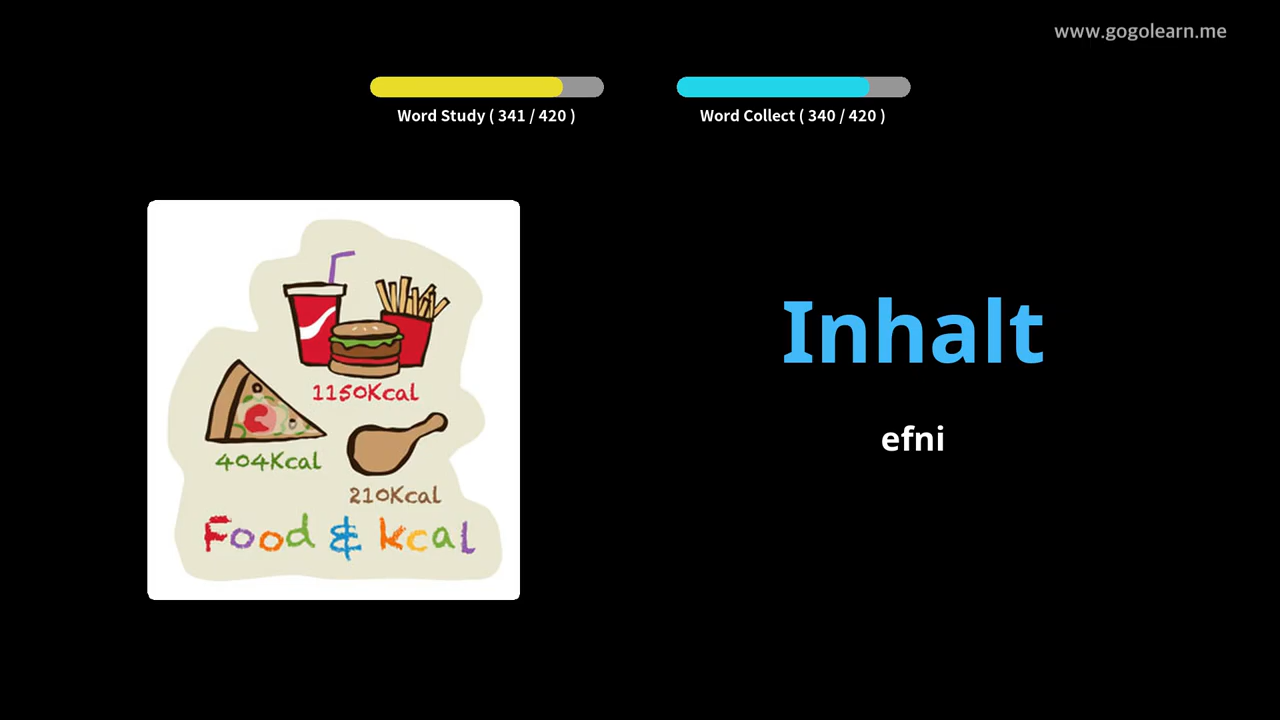 www.gogolearn.me
Word Study ( 341 / 420 )
Word Collect ( 340 / 420 )
1150Kcal
404Kcal
210Kcal
Food & kcal
Inhalt
efni